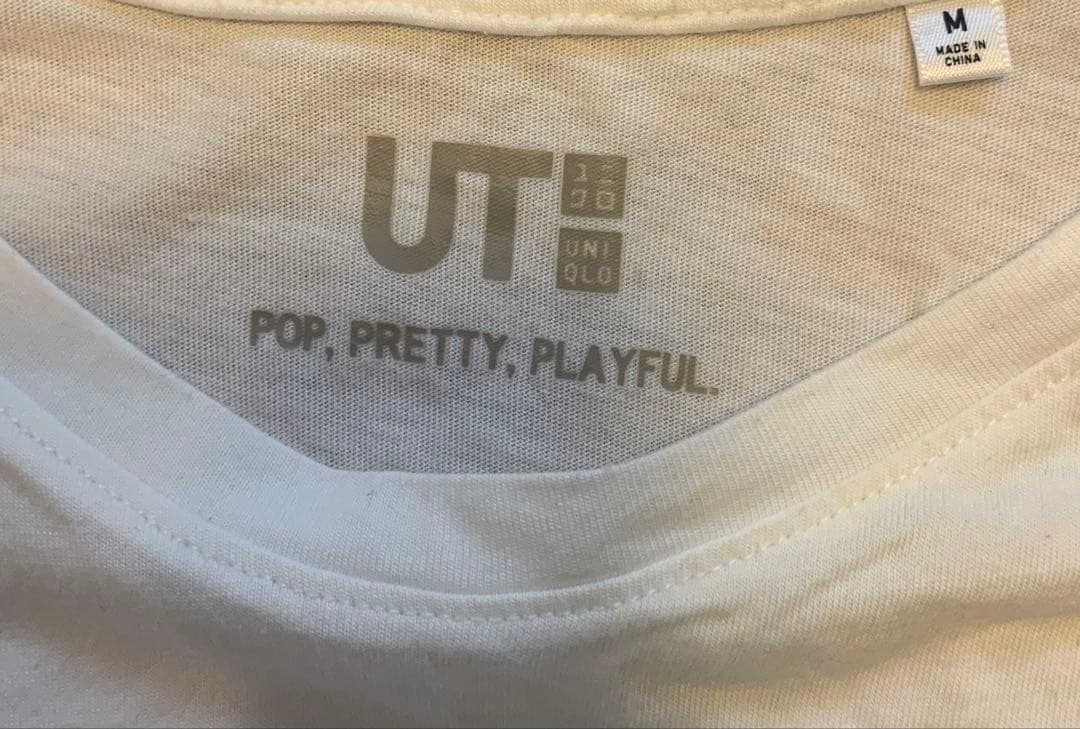 M
MADE IN
CHINA
UT
UNI
QLO
POP, PRETTY, PLAYFUL.